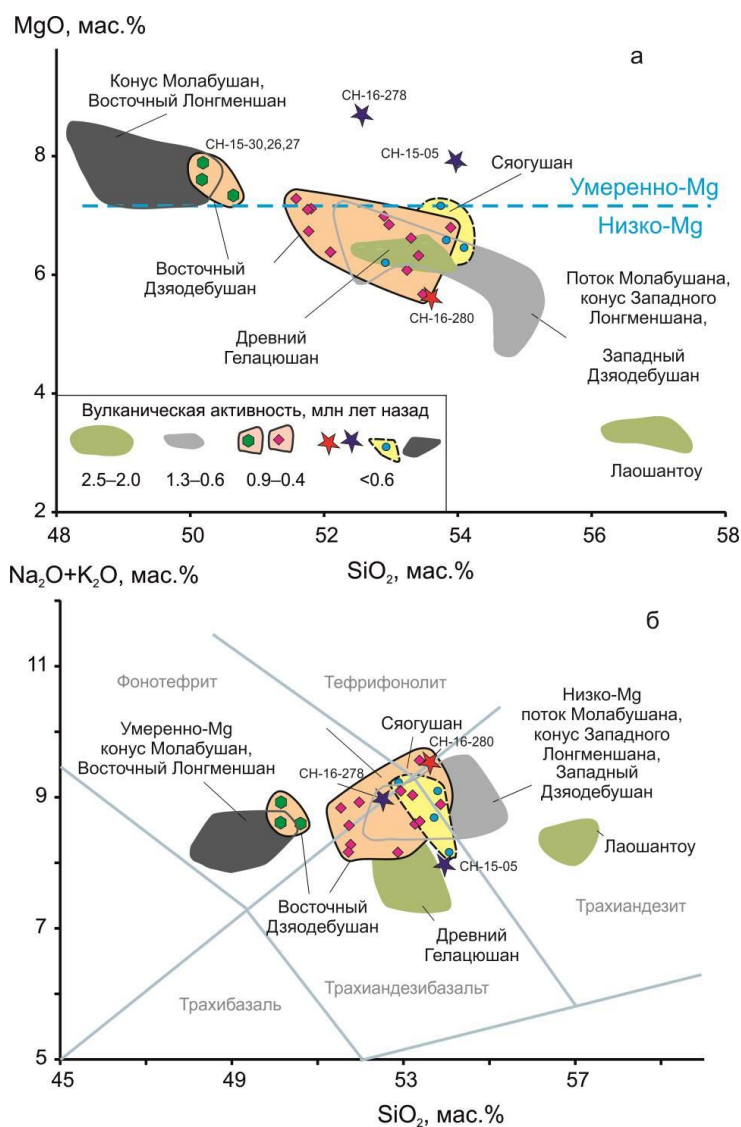 MgO, мас.%
а
Конус Молабушан,
Восточный Лонгменшан
CH-16-278
CH-15-30,26,27
CH-15-05
Сяогушан
8
Умеренно-Mg
Низко-Mg
6
Восточный
Дзяодебушан
Поток Молабушана,
конус Западного
Лонгменшана,
Западный
Дзяодебушан
CH-16-280
Древний
Гелацюшан
4
Вулканическая активность, млн лет назад
2.5–2.0
1.3–0.6
0.9–0.4
<0.6
Лаошантоу
2
48
50
52
54
56
58
SiO2, мас.%
Na2O+K2O, мас.%
б
11
Фонотефрит
Тефрифонолит
Низко-Mg
поток Молабушана,
конус Западного
Лонгменшана,
Западный
Дзяодебушан
Умеренно-Mg
конус Молабушан,
Восточный Лонгменшан
Сяогушан
CH-16-280
CH-16-278
9
Лаошантоу
CH-15-05
Восточный
Дзяодебушан
Древний
Гелацюшан
7
Трахиандезит
Трахибазаль
Трахиандезибазальт
5
45
49
53
57
SiO2, мас.%